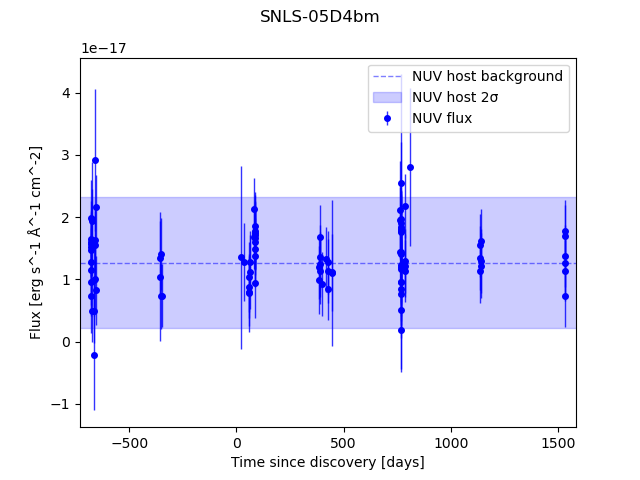 SNLS-05D4bm
1e−17
NUV host background
NUV host 2σ
NUV flux
4
3
2
1
0
−1
Flux [erg s^-1 Å^-1 cm^-2]
−500
0
500
1000
1500
Time since discovery [days]